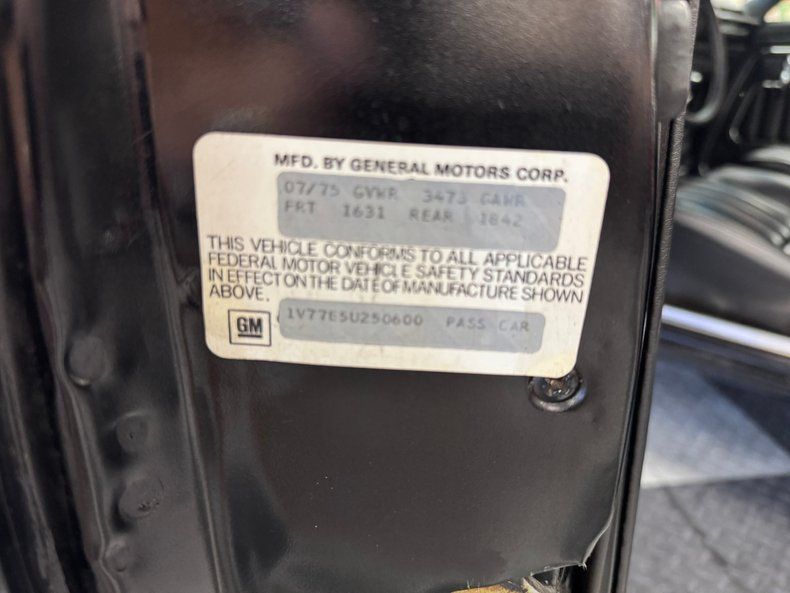 MFD. BY GENERAL MOTORS CORP.
07/75 GVWR 3473 GAWR
FRT 1631 REAR 1842
THIS VEHICLE CONFORMS TO ALL APPLICABLE
FEDERAL MOTOR VEHICLE SAFETY STANDARDS
IN EFFECT ON THE DATE OF MANUFACTURE SHOWN
ABOVE.
GM 1V77E5U250600 PASS CAR